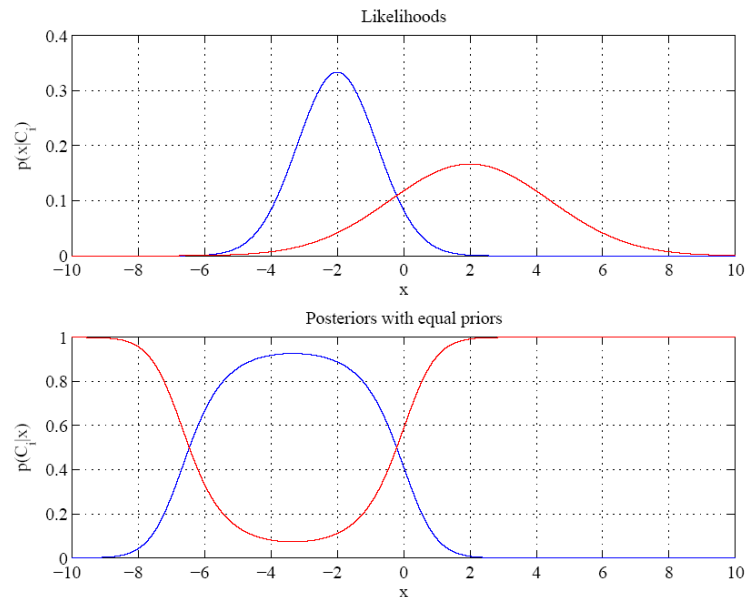 Likelihoods
0.4
0.3
0.2
0.1
0
p(x|C_i)
−10 −8 −6 −4 −2 0 2 4 6 8 10
x
Posteriors with equal priors
1
0.8
0.6
0.4
0.2
0
p(C_i|x)
−10 −8 −6 −4 −2 0 2 4 6 8 10
x